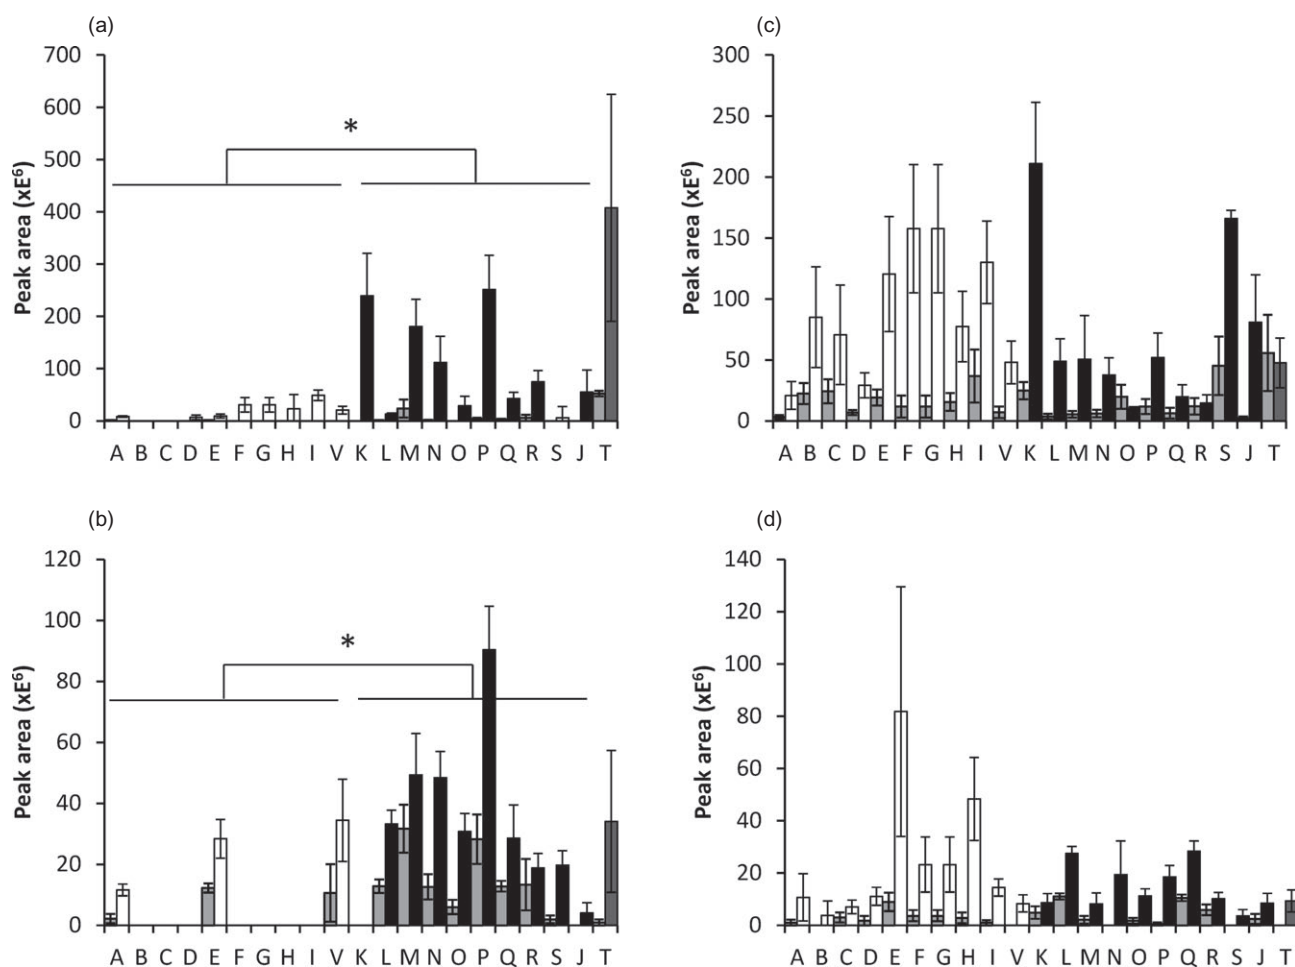 (a)
700
600
500
400
300
200
100
0
Peak area (xE⁶)
*
A B C D E F G H I V K L M N O P Q R S J T
(c)
300
250
200
150
100
50
0
Peak area (xE⁶)
A B C D E F G H I V K L M N O P Q R S J T
(b)
120
100
80
60
40
20
0
Peak area (xE⁶)
*
A B C D E F G H I V K L M N O P Q R S J T
(d)
140
120
100
80
60
40
20
0
Peak area (xE⁶)
A B C D E F G H I V K L M N O P Q R S J T